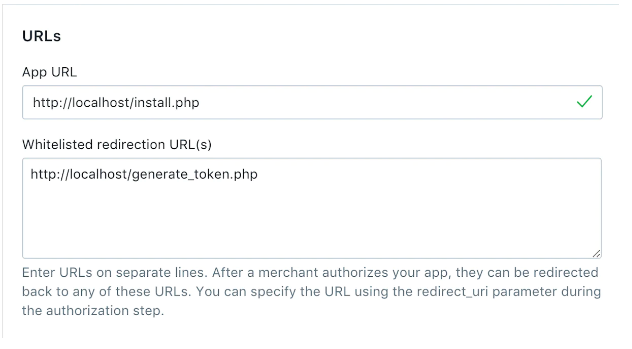 URLs
App URL
http://localhost/install.php
Whitelisted redirection URL(s)
http://localhost/generate_token.php
Enter URLs on separate lines. After a merchant authorizes your app, they can be redirected
back to any of these URLs. You can specify the URL using the redirect_uri parameter during
the authorization step.